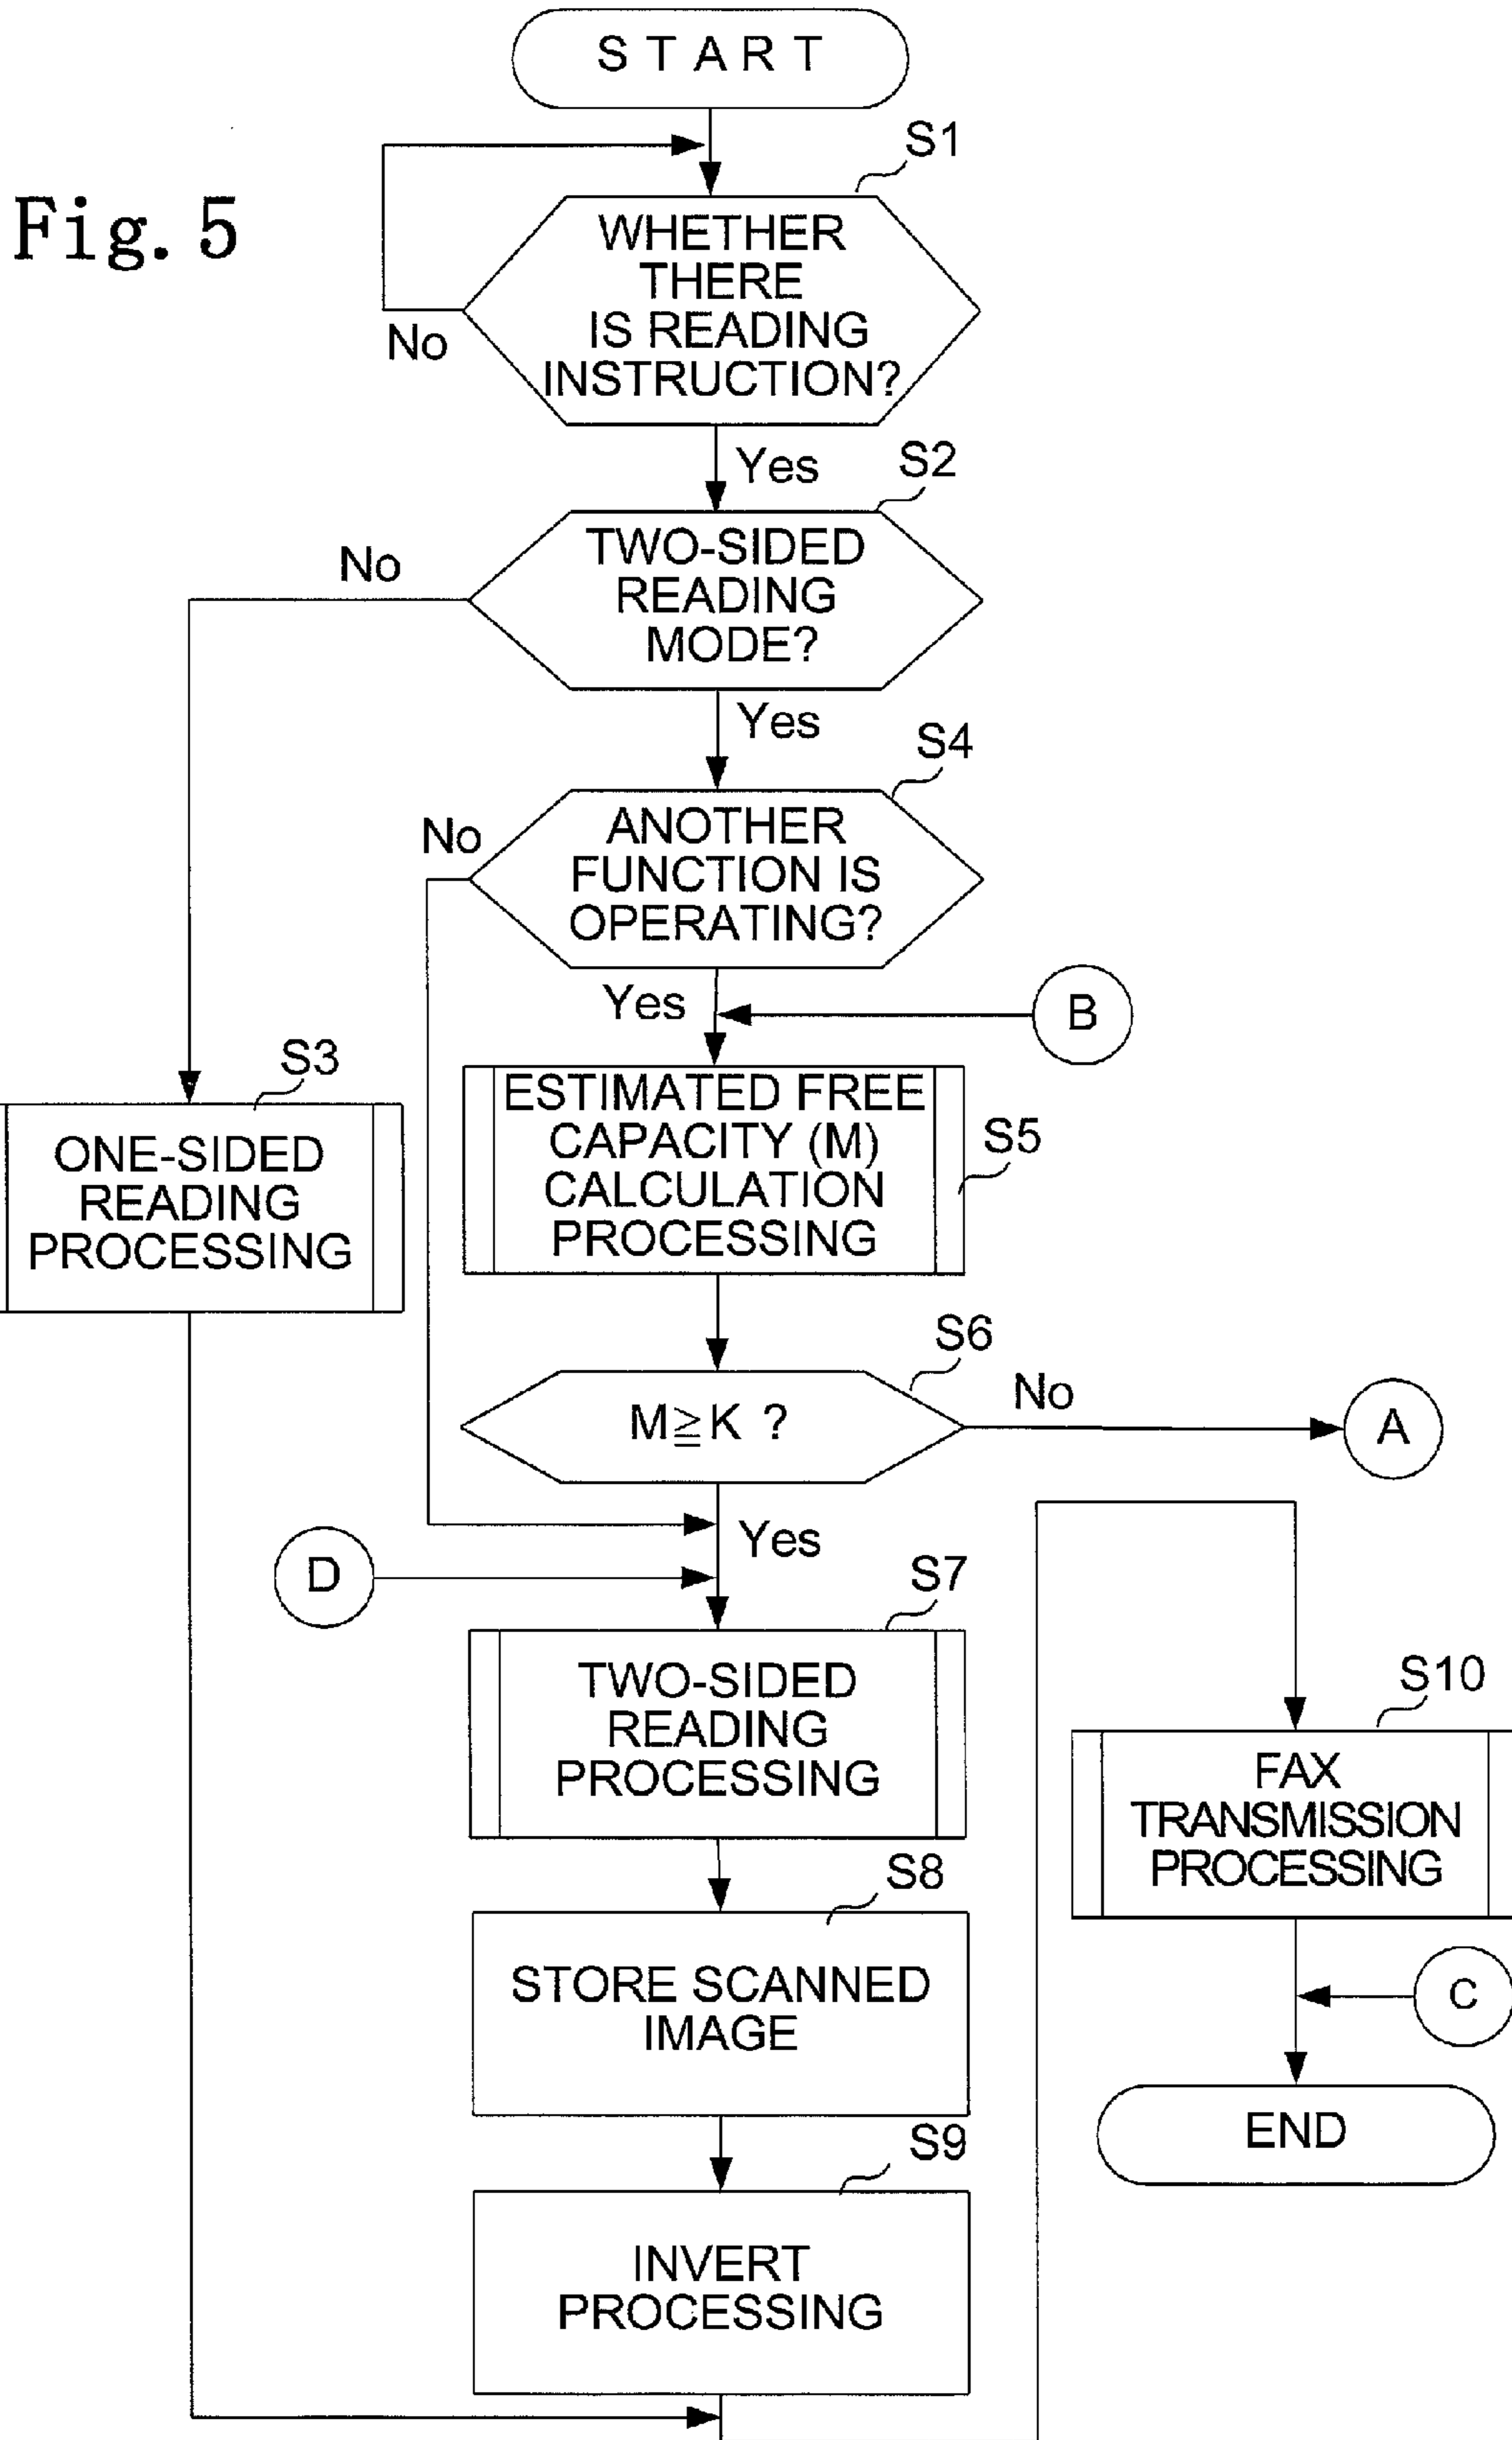 START
S1
Fig. 5
WHETHER
THERE
IS READING
INSTRUCTION?
No
Yes
S2
TWO-SIDED
READING
MODE?
No
Yes
S4
ANOTHER
FUNCTION IS
OPERATING?
No
Yes
B
S3
ONE-SIDED
READING
PROCESSING
ESTIMATED FREE
CAPACITY (M)
CALCULATION
PROCESSING
S5
S6
M≧K ?
No
A
Yes
D
S7
TWO-SIDED
READING
PROCESSING
S10
FAX
TRANSMISSION
PROCESSING
S8
STORE SCANNED
IMAGE
C
END
S9
INVERT
PROCESSING